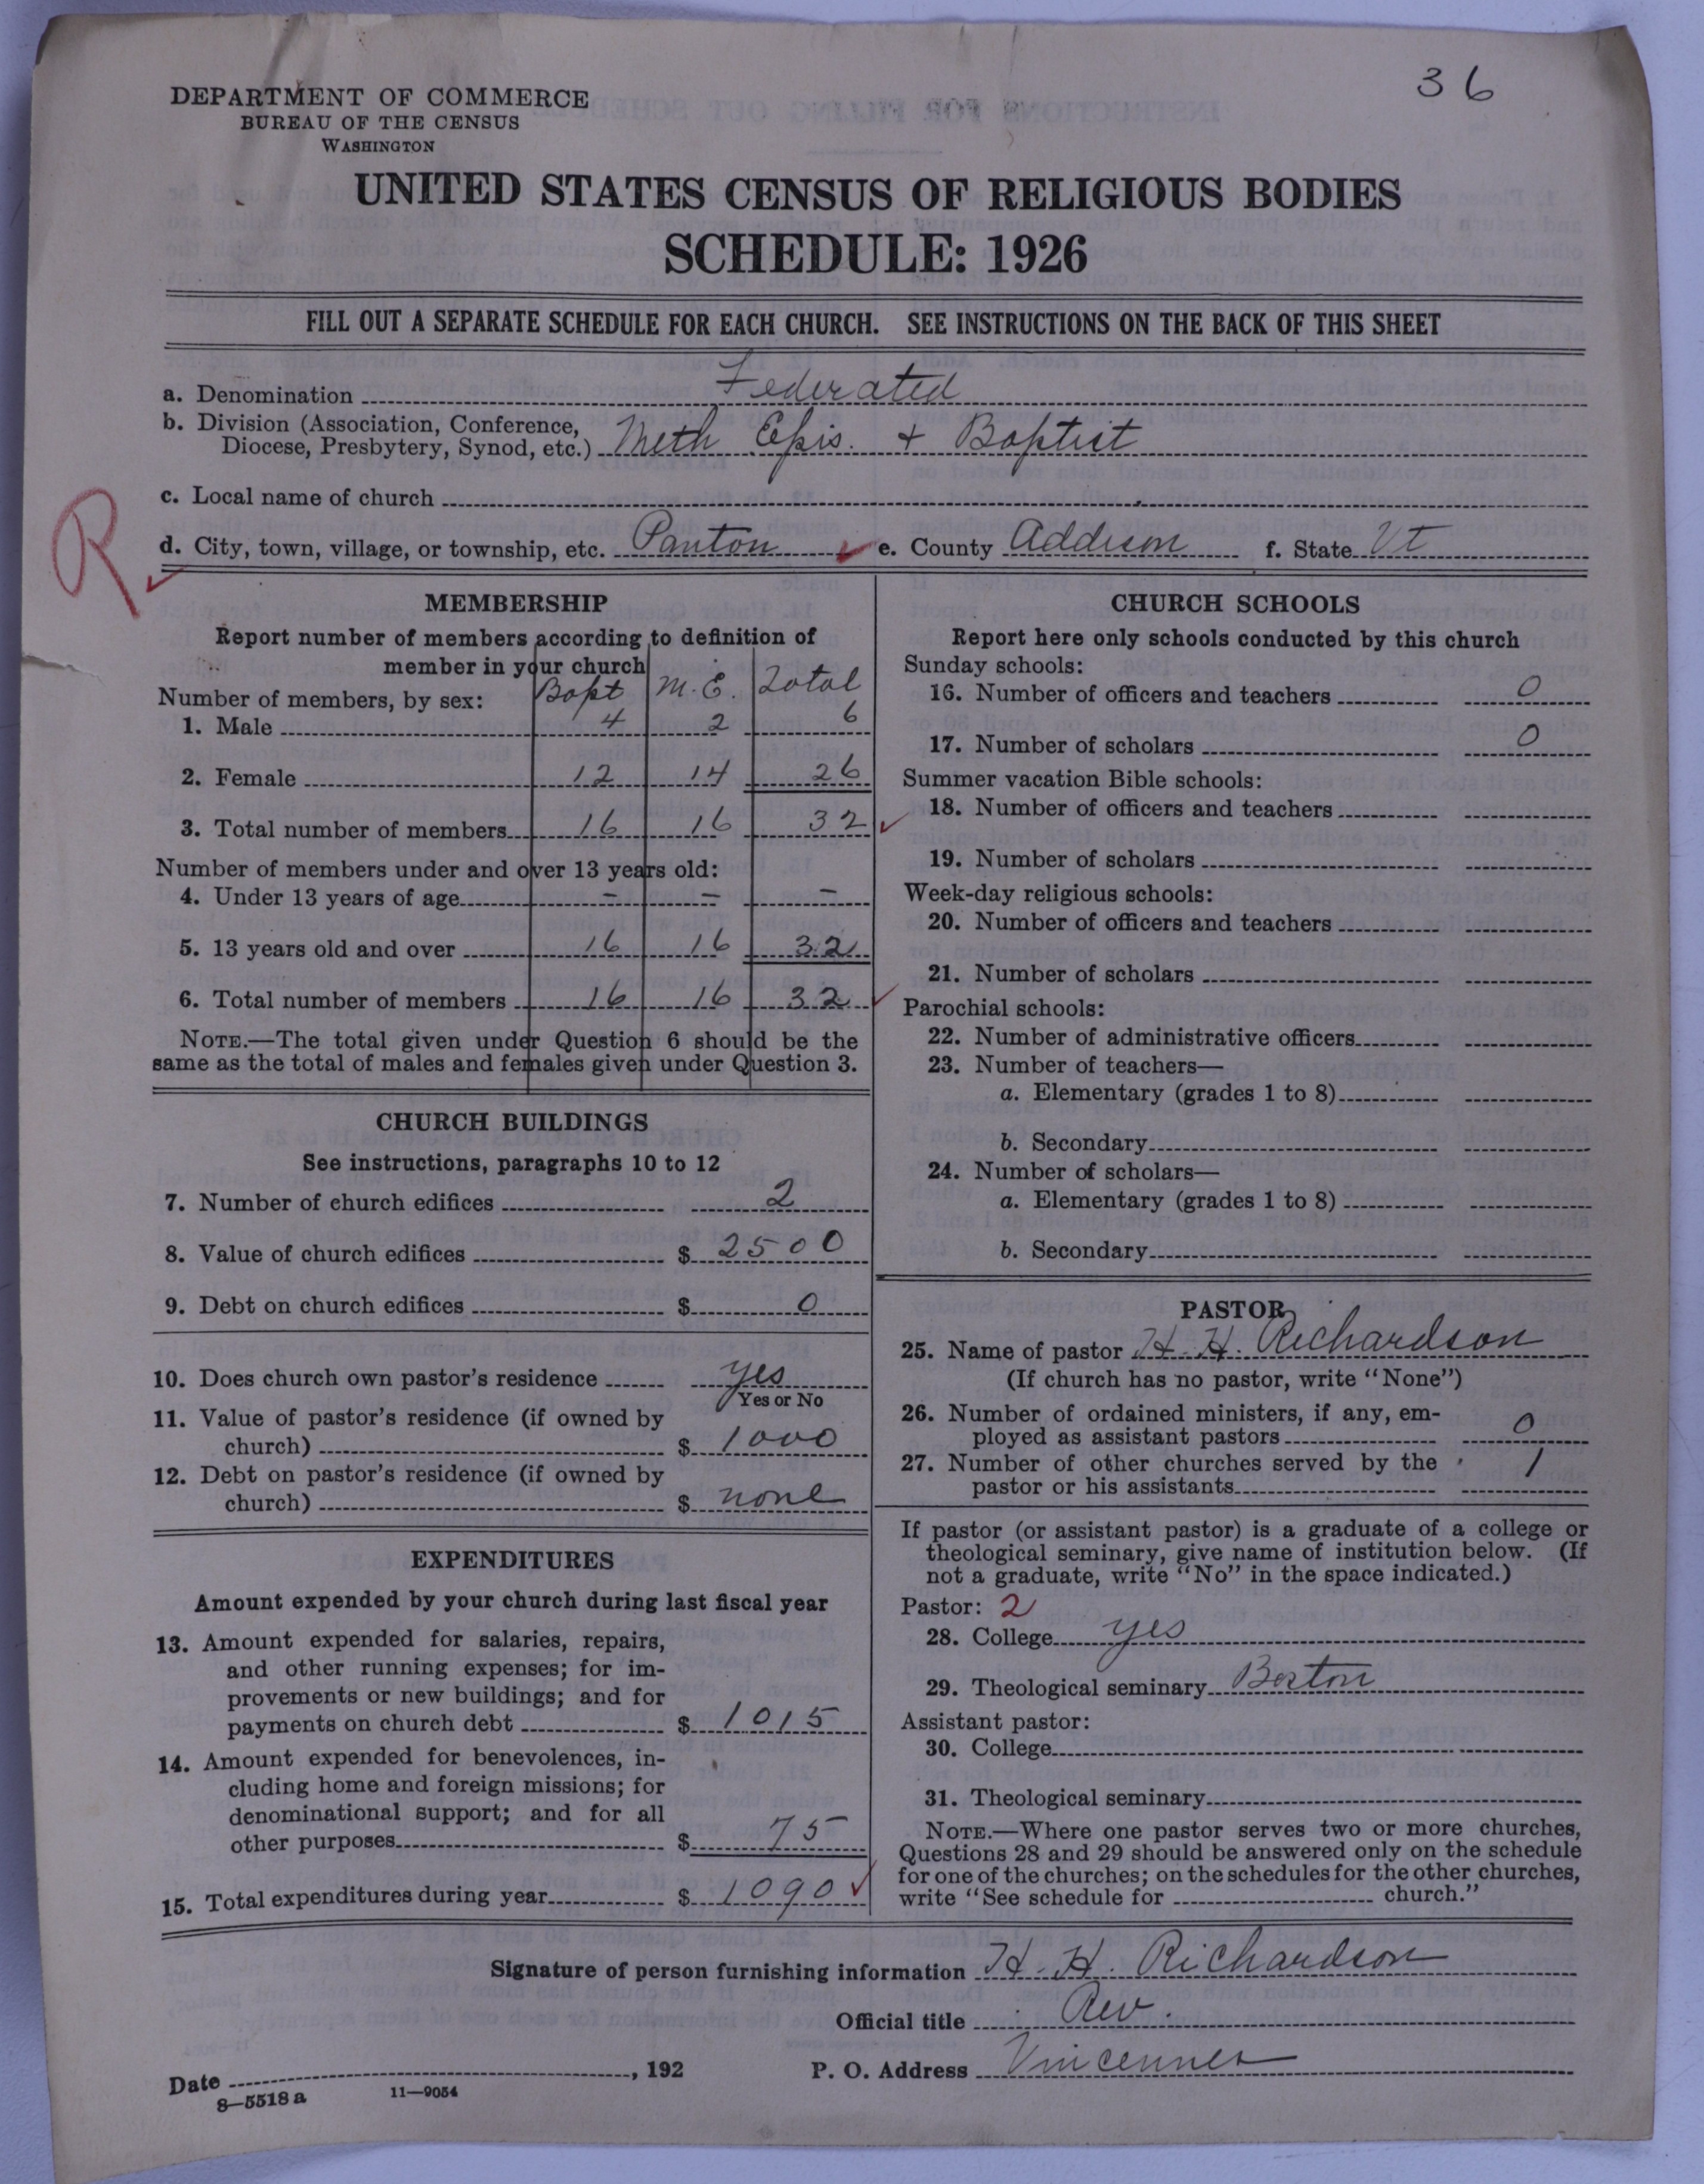 36
DEPARTMENT OF COMMERCE
BUREAU OF THE CENSUS
WASHINGTON
UNITED STATES CENSUS OF RELIGIOUS BODIES
SCHEDULE: 1926
FILL OUT A SEPARATE SCHEDULE FOR EACH CHURCH. SEE INSTRUCTIONS ON THE BACK OF THIS SHEET
a. Denomination Federated
b. Division (Association, Conference,
Diocese, Presbytery, Synod, etc.) Meth Epis. + Baptist
c. Local name of church
R
d. City, town, village, or township, etc. Panton ✓ e. County Addison f. State Vt
MEMBERSHIP
Report number of members according to definition of
member in your church
Number of members, by sex: Bapt M.E. Total
1. Male 4 2 6
2. Female 12 14 26
3. Total number of members 16 16 32 ✓
Number of members under and over 13 years old:
4. Under 13 years of age – – –
5. 13 years old and over 16 16 32
6. Total number of members 16 16 32 ✓
NOTE.—The total given under Question 6 should be the
same as the total of males and females given under Question 3.
CHURCH BUILDINGS
See instructions, paragraphs 10 to 12
7. Number of church edifices 2
8. Value of church edifices $ 2500
9. Debt on church edifices $ 0
10. Does church own pastor's residence yes
Yes or No
11. Value of pastor's residence (if owned by
church) $ 1000
12. Debt on pastor's residence (if owned by
church) $ none
EXPENDITURES
Amount expended by your church during last fiscal year
13. Amount expended for salaries, repairs,
and other running expenses; for im-
provements or new buildings; and for
payments on church debt $ 1015
14. Amount expended for benevolences, in-
cluding home and foreign missions; for
denominational support; and for all
other purposes $ 75
15. Total expenditures during year $ 1090 ✓
CHURCH SCHOOLS
Report here only schools conducted by this church
Sunday schools:
16. Number of officers and teachers 0
17. Number of scholars 0
Summer vacation Bible schools:
18. Number of officers and teachers
19. Number of scholars
Week-day religious schools:
20. Number of officers and teachers
21. Number of scholars
Parochial schools:
22. Number of administrative officers
23. Number of teachers—
a. Elementary (grades 1 to 8)
b. Secondary
24. Number of scholars—
a. Elementary (grades 1 to 8)
b. Secondary
PASTOR
25. Name of pastor H. H. Richardson
(If church has no pastor, write "None")
26. Number of ordained ministers, if any, em-
ployed as assistant pastors 0
27. Number of other churches served by the
pastor or his assistants 1
If pastor (or assistant pastor) is a graduate of a college or
theological seminary, give name of institution below. (If
not a graduate, write "No" in the space indicated.)
Pastor: 2
28. College yes
29. Theological seminary Boston
Assistant pastor:
30. College
31. Theological seminary
NOTE.—Where one pastor serves two or more churches,
Questions 28 and 29 should be answered only on the schedule
for one of the churches; on the schedules for the other churches,
write "See schedule for church."
Signature of person furnishing information H. H. Richardson
Official title Rev.
Date , 192 P. O. Address Vincennes
8—5518 a 11—9054